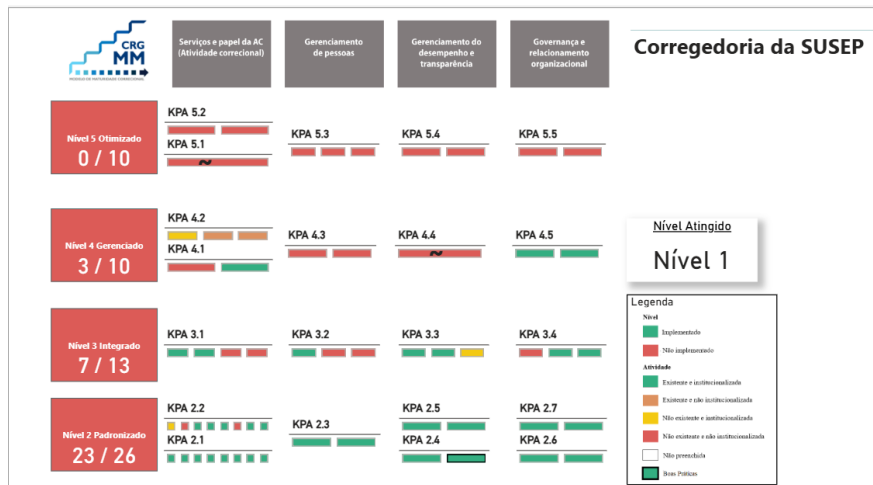 CRG
MM
MODELO DE MATURIDADE CORRECIONAL
Serviços e papel da AC
(Atividade correcional)
Gerenciamento
de pessoas
Gerenciamento do
desempenho e
transparência
Governança e
relacionamento
organizacional
Corregedoria da SUSEP
Nível 5 Otimizado
0 / 10
KPA 5.2
KPA 5.1
~
KPA 5.3
KPA 5.4
KPA 5.5
Nível 4 Gerenciado
3 / 10
KPA 4.2
KPA 4.1
KPA 4.3
KPA 4.4
~
KPA 4.5
Nível Atingido
Nível 1
Nível 3 Integrado
7 / 13
KPA 3.1
KPA 3.2
KPA 3.3
KPA 3.4
Nível 2 Padronizado
23 / 26
KPA 2.2
KPA 2.1
KPA 2.3
KPA 2.5
KPA 2.4
KPA 2.7
KPA 2.6
Legenda
Nível
Implementado
Não implementado
Atividade
Existente e institucionalizada
Existente e não institucionalizada
Não existente e institucionalizada
Não existente e não institucionalizada
Não preenchida
Boas Práticas